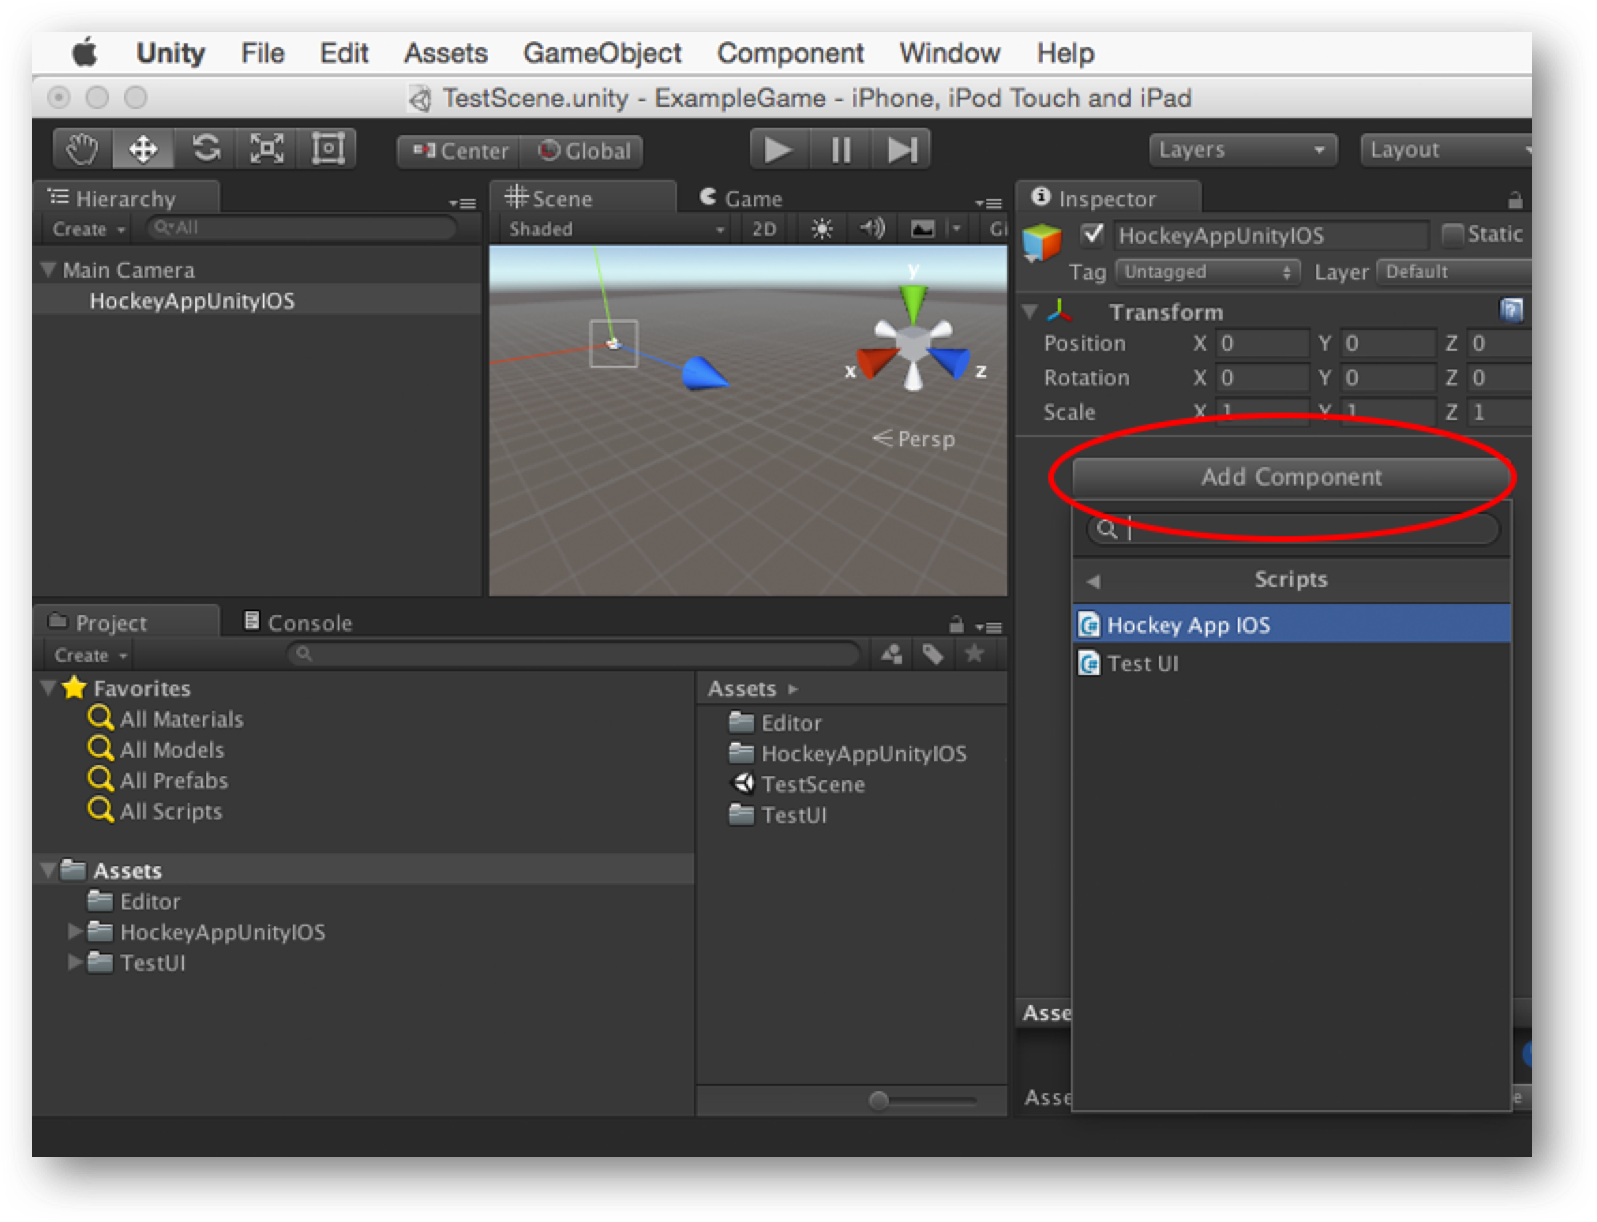 Unity File Edit Assets GameObject Component Window Help
TestScene.unity - ExampleGame - iPhone, iPod Touch and iPad
Center Global Layers Layout
Hierarchy
Create All
Main Camera
HockeyAppUnityIOS
Scene Game
Shaded 2D Gi
y
x
z
Persp
Inspector
HockeyAppUnityIOS Static
Tag Untagged Layer Default
Transform
Position X 0 Y 0 Z 0
Rotation X 0 Y 0 Z 0
Scale X 1 Y 1 Z 1
Add Component
Scripts
Hockey App IOS
Test UI
Project Console
Create
Favorites
All Materials
All Models
All Prefabs
All Scripts
Assets
Editor
HockeyAppUnityIOS
TestUI
Assets
Editor
HockeyAppUnityIOS
TestScene
TestUI
Asse
Asse e